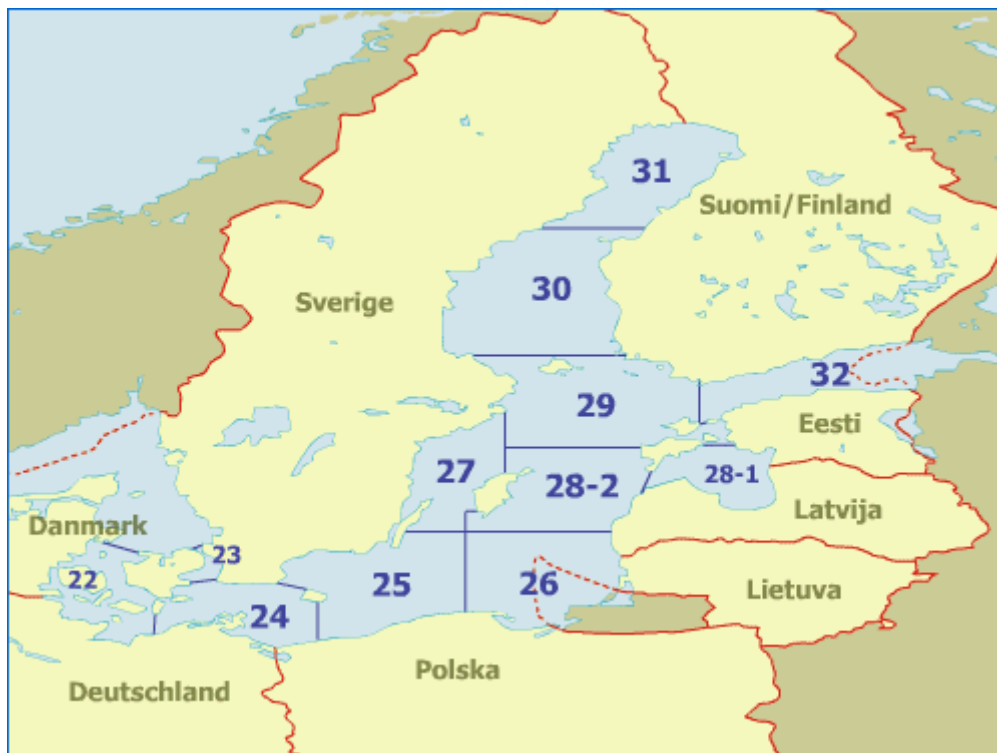 31
Suomi/Finland
30
Sverige
32
29
Eesti
27
28-2
28-1
Latvija
Danmark
23
22
25
26
Lietuva
24
Polska
Deutschland